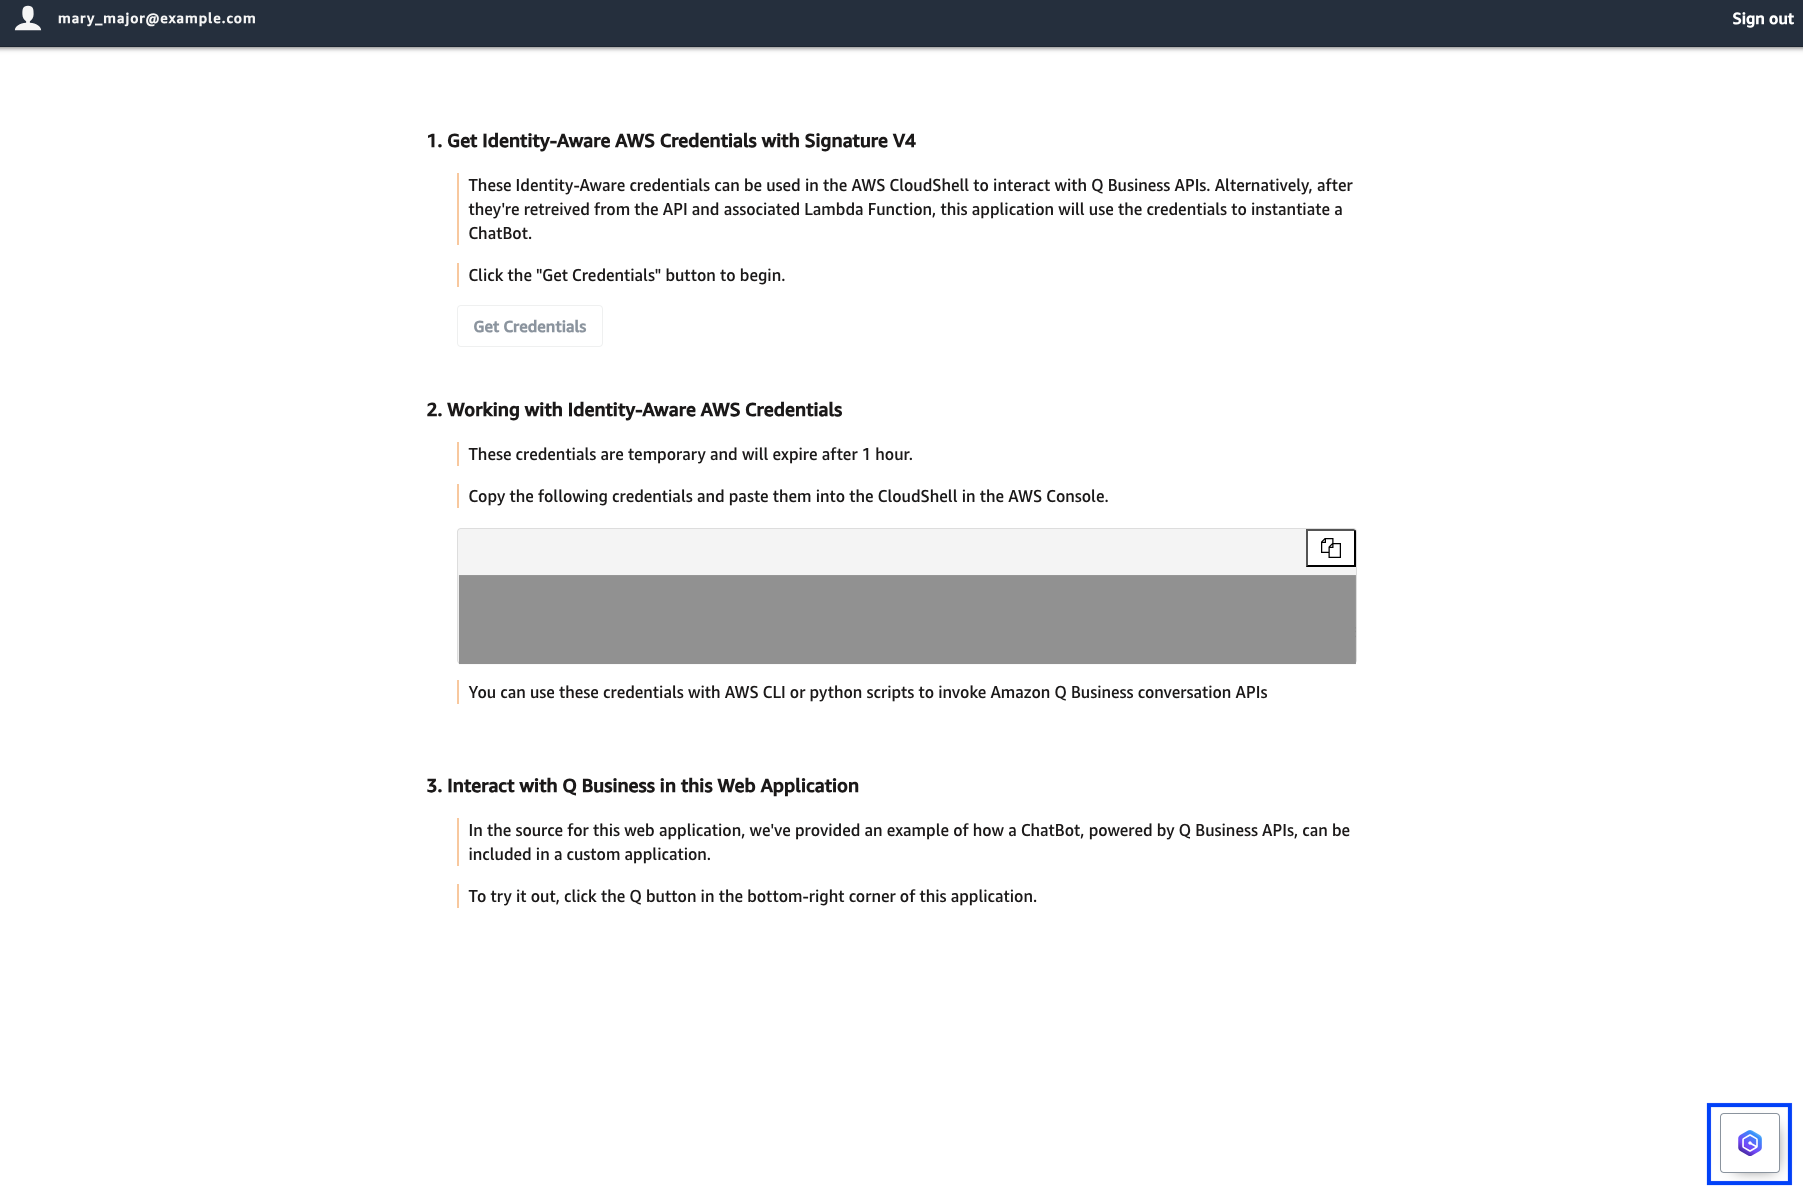 mary_major@example.com
Sign out
1. Get Identity-Aware AWS Credentials with Signature V4
These Identity-Aware credentials can be used in the AWS CloudShell to interact with Q Business APIs. Alternatively, after
they're retreived from the API and associated Lambda Function, this application will use the credentials to instantiate a
ChatBot.
Click the "Get Credentials" button to begin.
Get Credentials
2. Working with Identity-Aware AWS Credentials
These credentials are temporary and will expire after 1 hour.
Copy the following credentials and paste them into the CloudShell in the AWS Console.
You can use these credentials with AWS CLI or python scripts to invoke Amazon Q Business conversation APIs
3. Interact with Q Business in this Web Application
In the source for this web application, we've provided an example of how a ChatBot, powered by Q Business APIs, can be
included in a custom application.
To try it out, click the Q button in the bottom-right corner of this application.